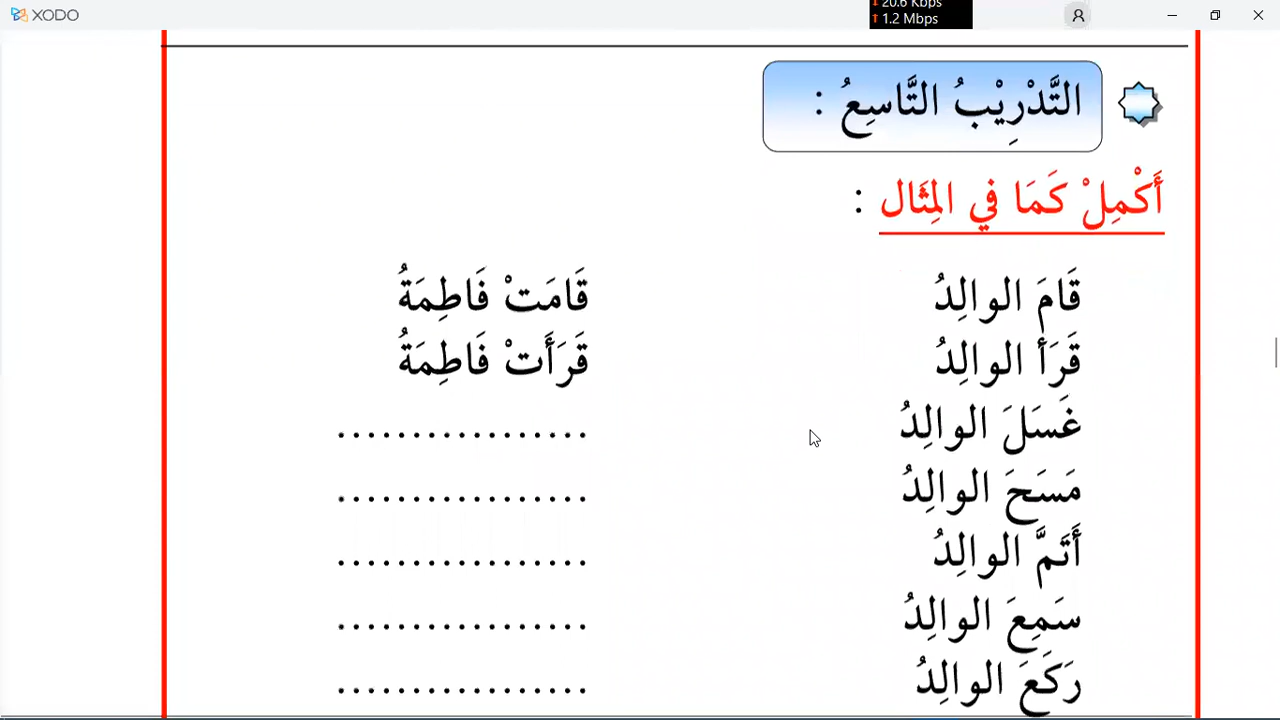 XODO
20.6 Kbps
1.2 Mbps
التَّدْرِيْبُ التَّاسِعُ :
أَكْمِلْ كَمَا في المِثَال :
قَامَ الوالِدُ قَامَتْ فَاطِمَةُ
قَرَأ الوالِدُ قَرَأَتْ فَاطِمَةُ
غَسَلَ الوالِدُ .................
مَسَحَ الوالِدُ .................
أَتَمَّ الوالِدُ .................
سَمِعَ الوالِدُ .................
رَكَعَ الوالِدُ .................